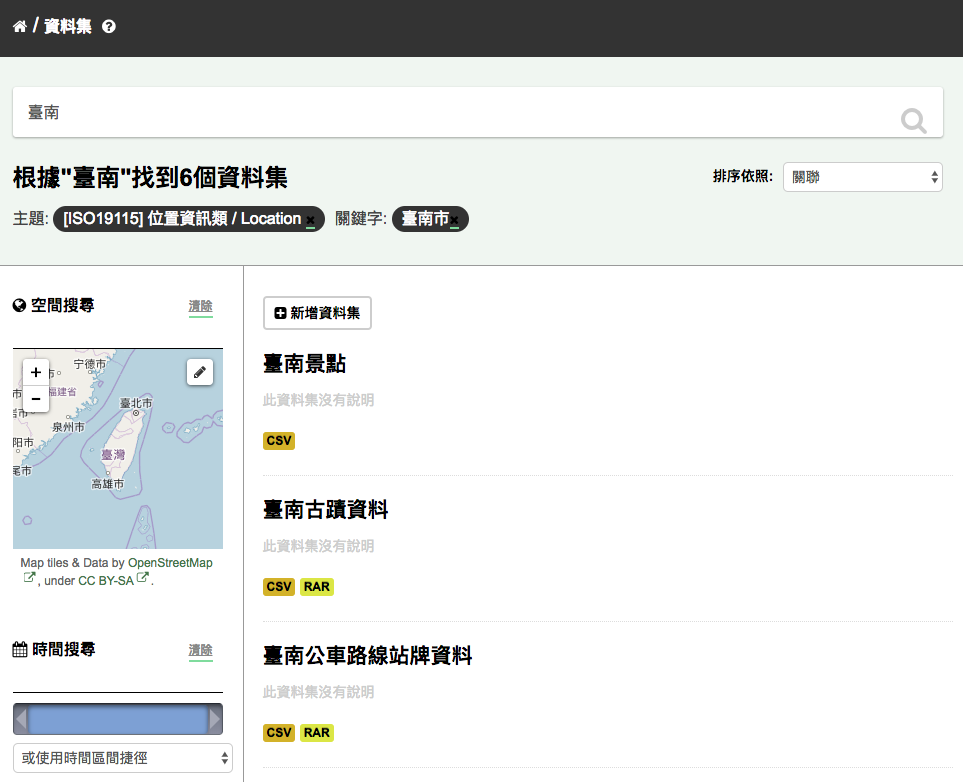 / 資料集
臺南
根據"臺南"找到6個資料集
排序依照: 關聯
主題: [ISO19115] 位置資訊類 / Location × 關鍵字: 臺南市×
空間搜尋 清除
+
−
宁德市
福建省
臺北市
泉州市
阳市
臺灣
尾市
高雄市
Map tiles & Data by OpenStreetMap
, under CC BY-SA .
時間搜尋 清除
或使用時間區間捷徑
新增資料集
臺南景點
此資料集沒有說明
CSV
臺南古蹟資料
此資料集沒有說明
CSV RAR
臺南公車路線站牌資料
此資料集沒有說明
CSV RAR